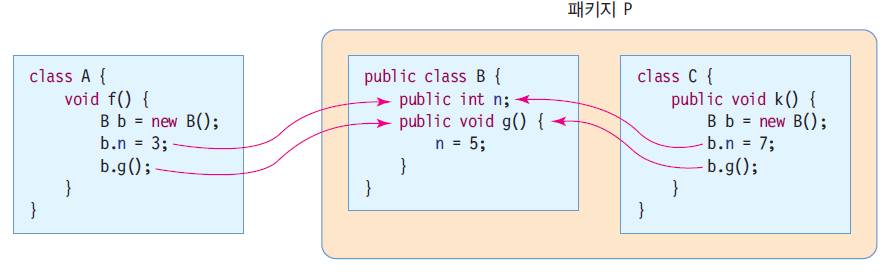 패키지 P
class A {
void f() {
B b = new B();
b.n = 3;
b.g();
}
}
public class B {
public int n;
public void g() {
n = 5;
}
}
class C {
public void k() {
B b = new B();
b.n = 7;
b.g();
}
}